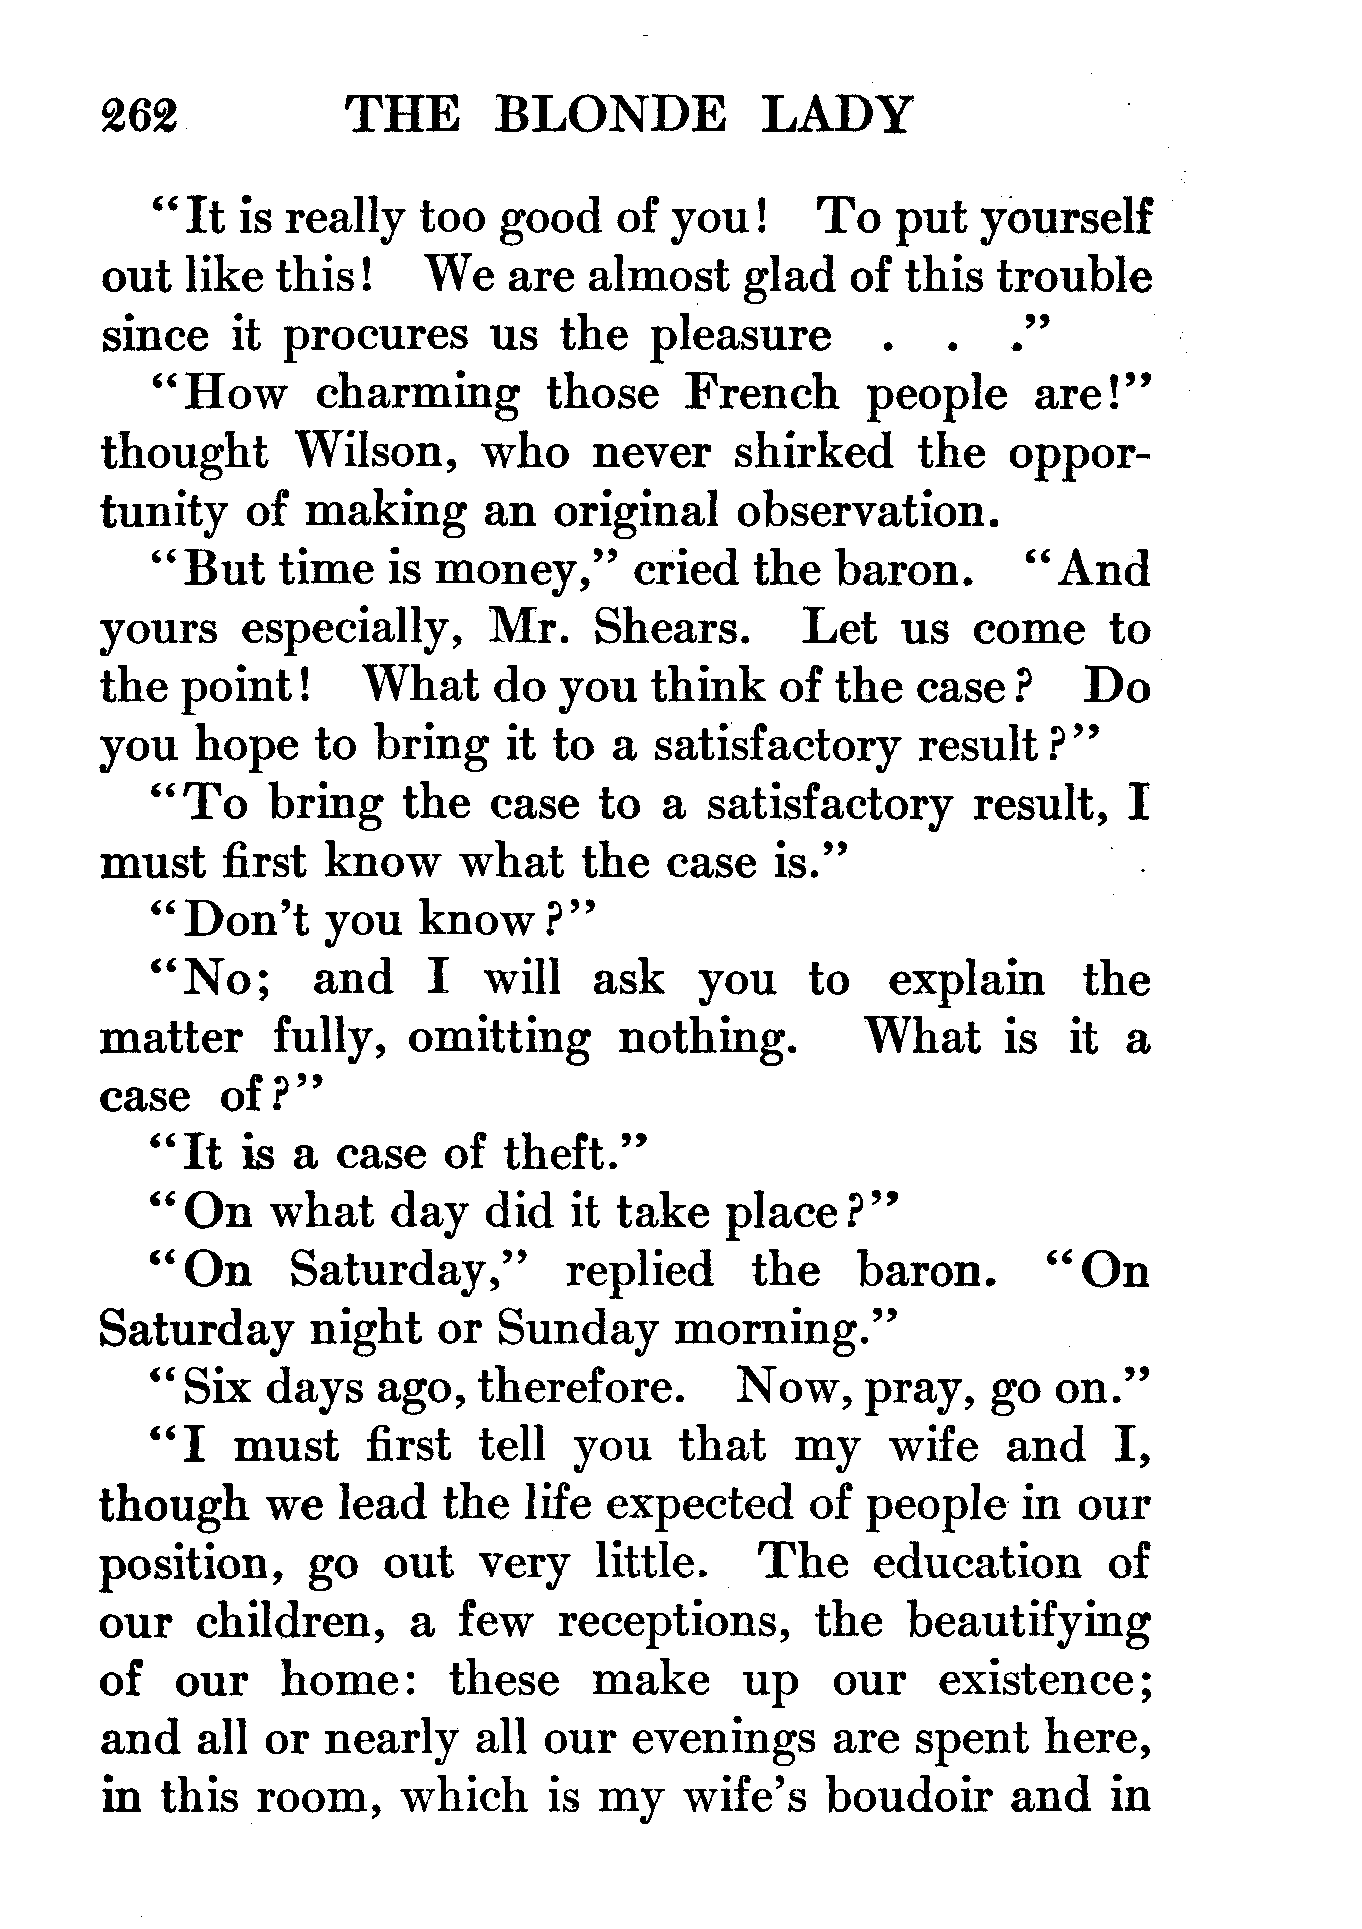 262 THE BLONDE LADY
“It is really too good of you! To put yourself
out like this! We are almost glad of this trouble
since it procures us the pleasure . . .”
“How charming those French people are!”
thought Wilson, who never shirked the oppor-
tunity of making an original observation.
“But time is money,” cried the baron. “And
yours especially, Mr. Shears. Let us come to
the point! What do you think of the case? Do
you hope to bring it to a satisfactory result?”
“To bring the case to a satisfactory result, I
must first know what the case is.”
“Don’t you know?”
“No; and I will ask you to explain the
matter fully, omitting nothing. What is it a
case of?”
“It is a case of theft.”
“On what day did it take place?”
“On Saturday,” replied the baron. “On
Saturday night or Sunday morning.”
“Six days ago, therefore. Now, pray, go on.”
“I must first tell you that my wife and I,
though we lead the life expected of people in our
position, go out very little. The education of
our children, a few receptions, the beautifying
of our home: these make up our existence;
and all or nearly all our evenings are spent here,
in this room, which is my wife’s boudoir and in